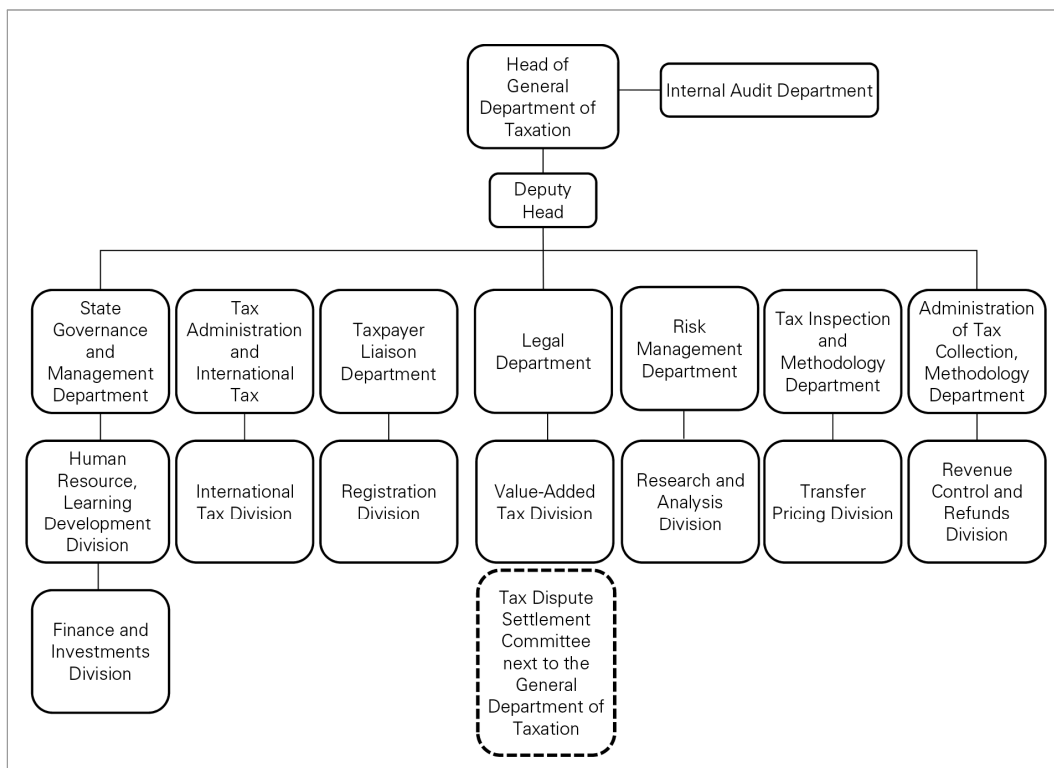 Head of
General
Department of
Taxation
Internal Audit Department
Deputy
Head
State
Governance
and
Management
Department
Tax
Administration
and
International
Tax
Taxpayer
Liaison
Department
Legal
Department
Risk
Management
Department
Tax Inspection
and
Methodology
Department
Administration
of Tax
Collection,
Methodology
Department
Human
Resource,
Learning
Development
Division
International
Tax Division
Registration
Division
Value-Added
Tax Division
Research and
Analysis
Division
Transfer
Pricing Division
Revenue
Control and
Refunds
Division
Finance and
Investments
Division
Tax Dispute
Settlement
Committee
next to the
General
Department of
Taxation